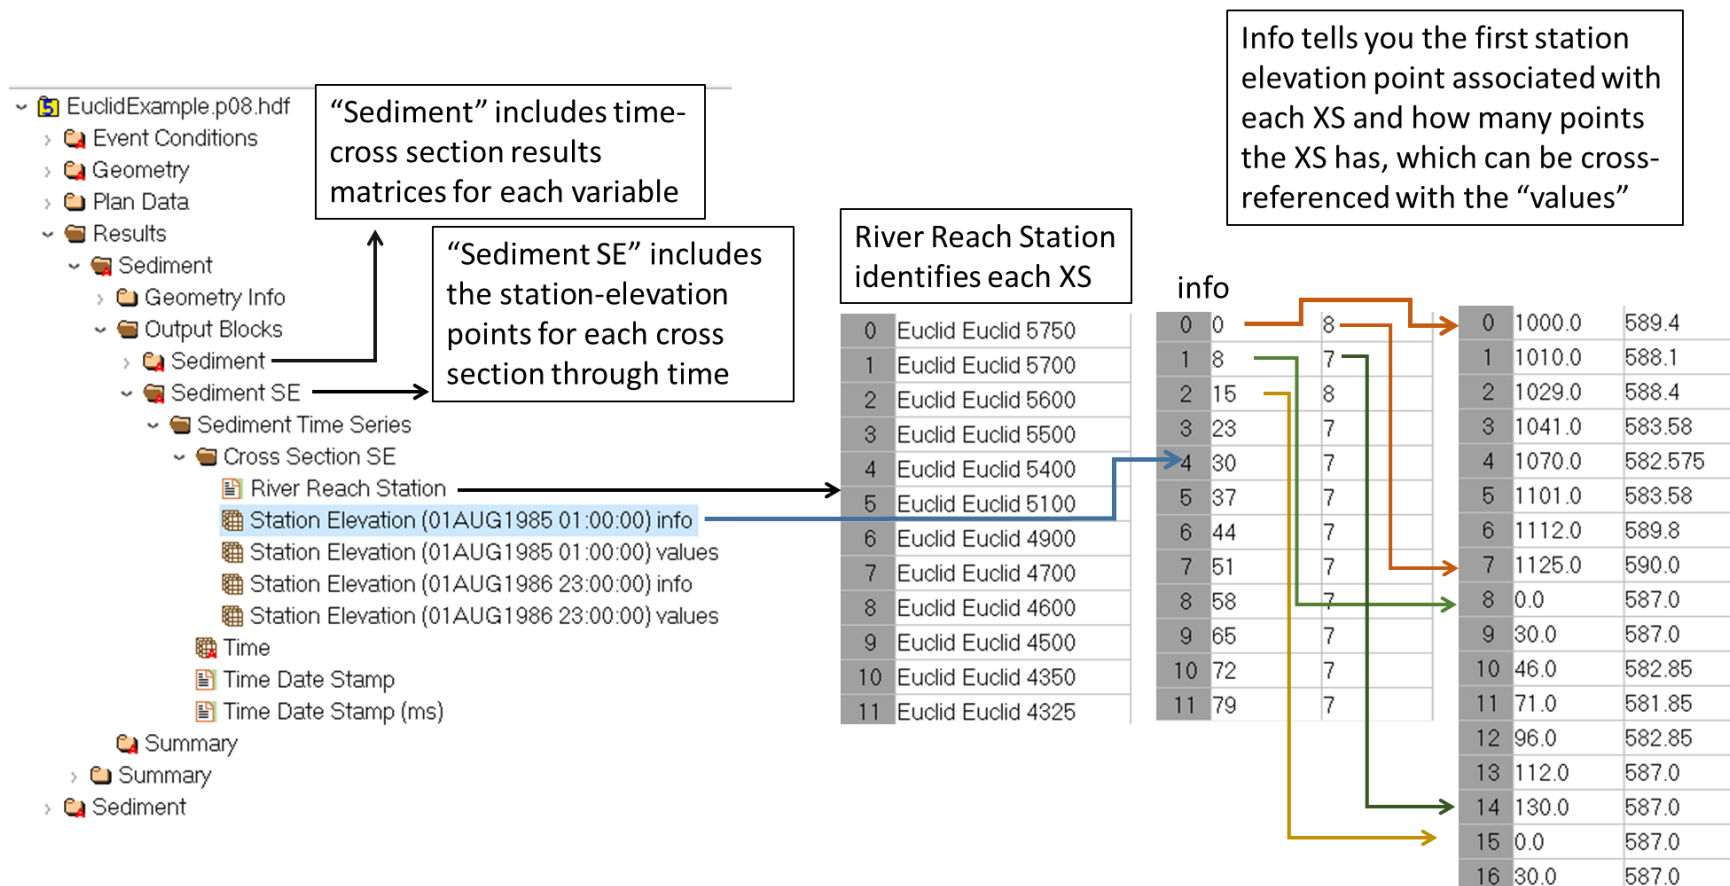 EuclidExample.p08.hdf
Event Conditions
Geometry
Plan Data
Results
Sediment
Geometry Info
Output Blocks
Sediment
Sediment SE
Sediment Time Series
Cross Section SE
River Reach Station
Station Elevation (01AUG1985 01:00:00) info
Station Elevation (01AUG1985 01:00:00) values
Station Elevation (01AUG1986 23:00:00) info
Station Elevation (01AUG1986 23:00:00) values
Time
Time Date Stamp
Time Date Stamp (ms)
Summary
Summary
Sediment
“Sediment” includes time-
cross section results
matrices for each variable
“Sediment SE” includes
the station-elevation
points for each cross
section through time
River Reach Station
identifies each XS
0 Euclid Euclid 5750
1 Euclid Euclid 5700
2 Euclid Euclid 5600
3 Euclid Euclid 5500
4 Euclid Euclid 5400
5 Euclid Euclid 5100
6 Euclid Euclid 4900
7 Euclid Euclid 4700
8 Euclid Euclid 4600
9 Euclid Euclid 4500
10 Euclid Euclid 4350
11 Euclid Euclid 4325
info
0 0 8
1 8 7
2 15 8
3 23 7
4 30 7
5 37 7
6 44 7
7 51 7
8 58 7
9 65 7
10 72 7
11 79 7
Info tells you the first station
elevation point associated with
each XS and how many points
the XS has, which can be cross-
referenced with the “values”
0 1000.0 589.4
1 1010.0 588.1
2 1029.0 588.4
3 1041.0 583.58
4 1070.0 582.575
5 1101.0 583.58
6 1112.0 589.8
7 1125.0 590.0
8 0.0 587.0
9 30.0 587.0
10 46.0 582.85
11 71.0 581.85
12 96.0 582.85
13 112.0 587.0
14 130.0 587.0
15 0.0 587.0
16 30.0 587.0